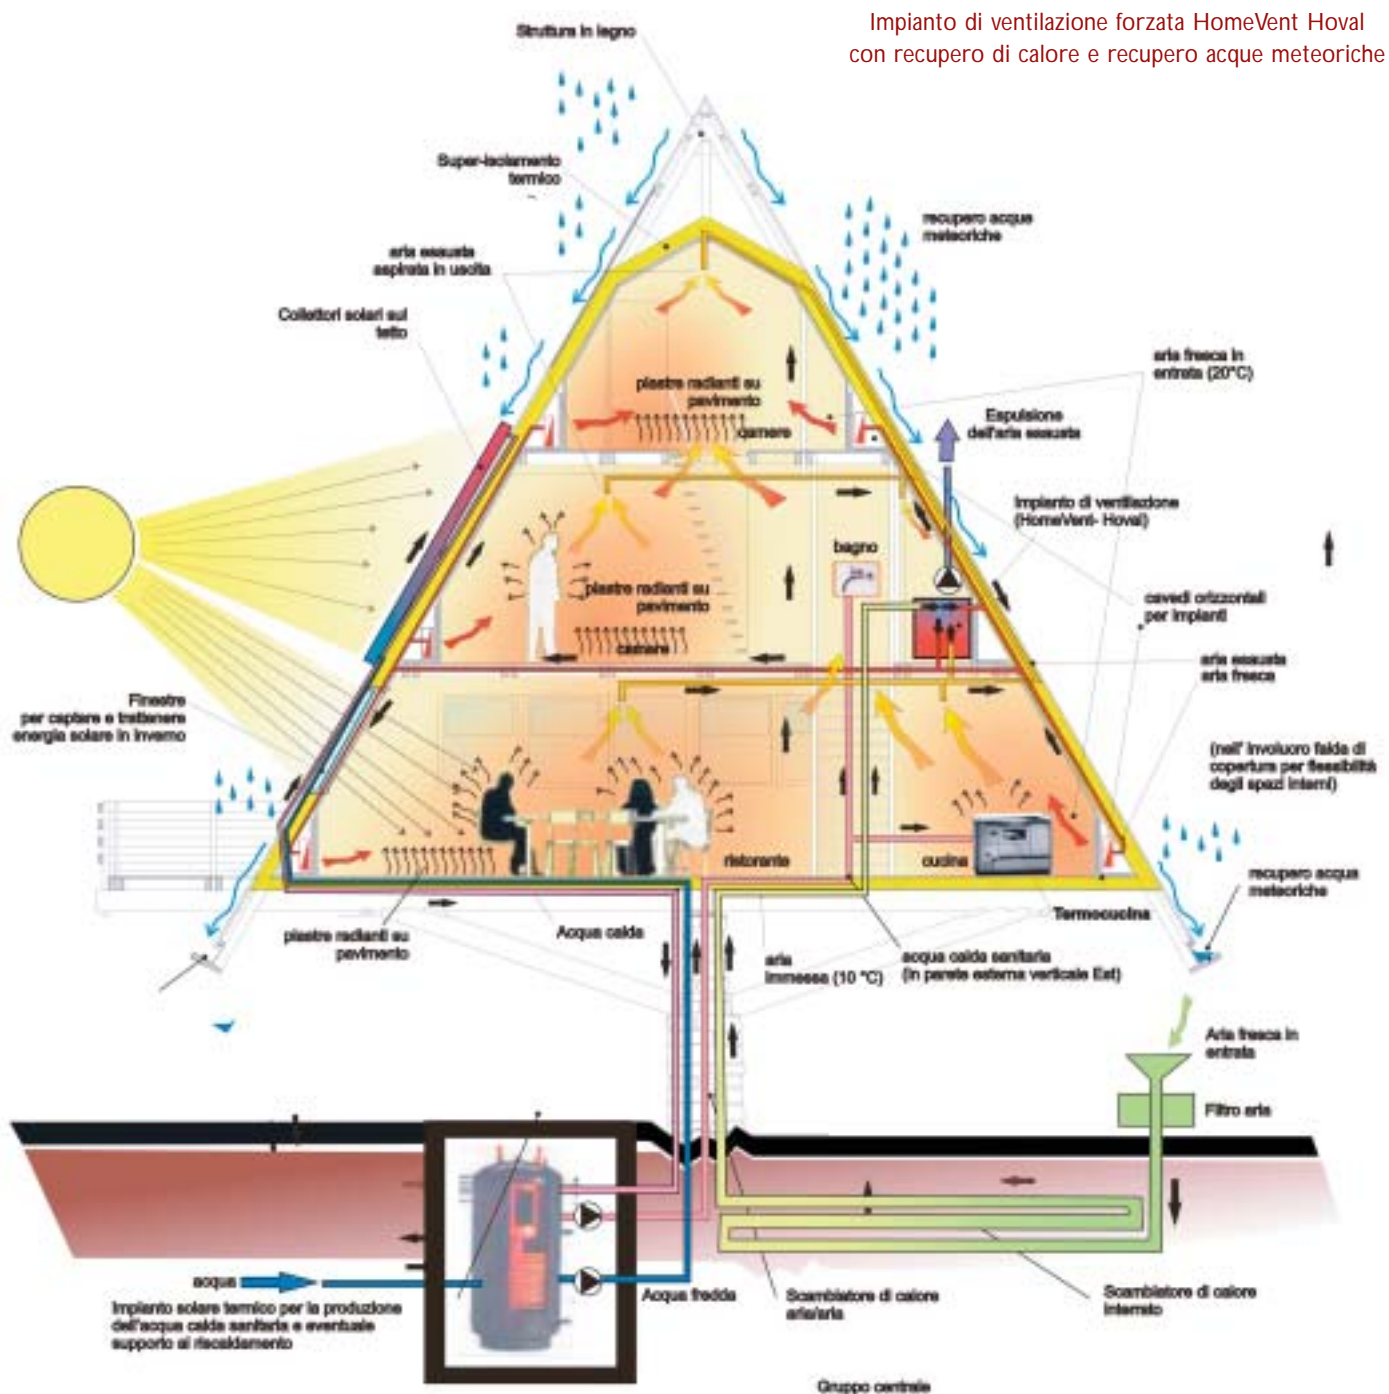 Impianto di ventilazione forzata HomeVent Hoval
con recupero di calore e recupero acque meteoriche
Struttura in legno
Super-isolamento
termico
recupero acque
meteoriche
aria esausta
aspirata in uscita
Collettori solari sul
tetto
aria fresca in
entrata (20°C)
piastre radianti su
pavimento
camere
Espulsione
dell'aria esausta
Impianto di ventilazione
(HomeVent- Hoval)
bagno
piastre radianti su
pavimento
camere
cavedi orizzontali
per impianti
aria esausta
aria fresca
Finestre
per captare e trattenere
energia solare in inverno
(nell' involucro falda di
copertura per flessibilità
degli spazi interni)
ristorante
cucina
recupero acqua
meteoriche
Termocucina
piastre radianti su
pavimento
Acqua calda
aria
immessa (10 °C)
acqua calda sanitaria
(in parete esterna verticale Est)
Aria fresca in
entrata
Filtro aria
acqua
Impianto solare termico per la produzione
dell'acqua calda sanitaria e eventuale
supporto al riscaldamento
Acqua fredda
Scambiatore di calore
aria/aria
Scambiatore di calore
interrato
Gruppo centrale